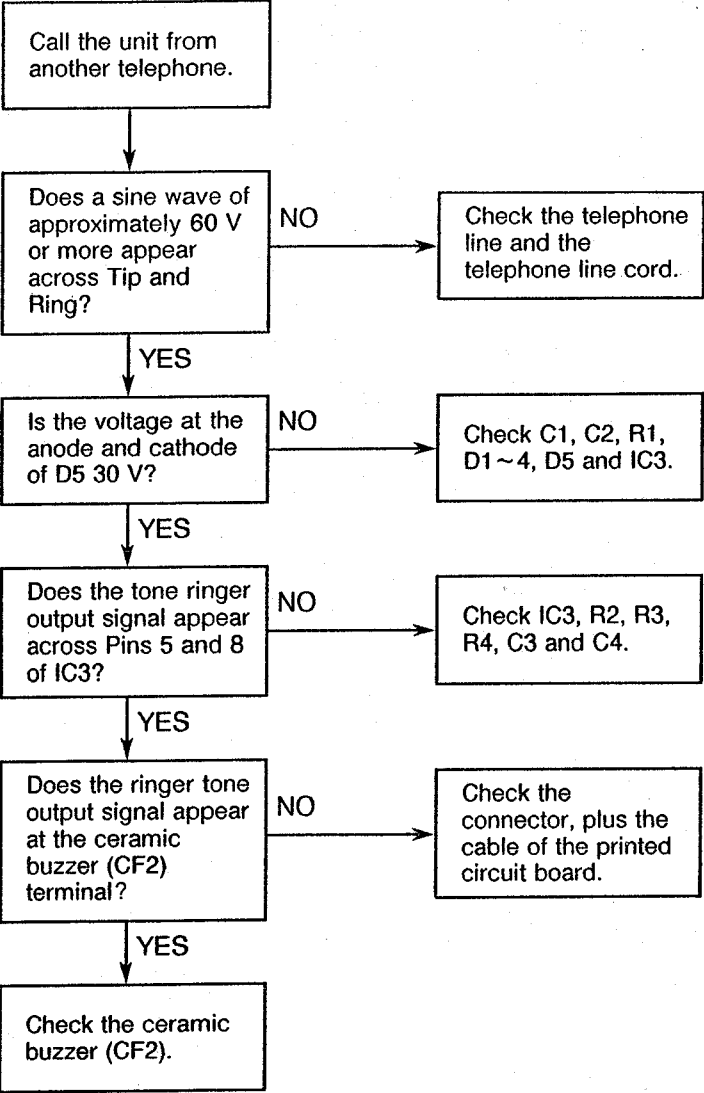 Call the unit from
another telephone.
Does a sine wave of
approximately 60 V
or more appear
across Tip and
Ring?
NO
Check the telephone
line and the
telephone line cord.
YES
Is the voltage at the
anode and cathode
of D5 30 V?
NO
Check C1, C2, R1,
D1~4, D5 and IC3.
YES
Does the tone ringer
output signal appear
across Pins 5 and 8
of IC3?
NO
Check IC3, R2, R3,
R4, C3 and C4.
YES
Does the ringer tone
output signal appear
at the ceramic
buzzer (CF2)
terminal?
NO
Check the
connector, plus the
cable of the printed
circuit board.
YES
Check the ceramic
buzzer (CF2).